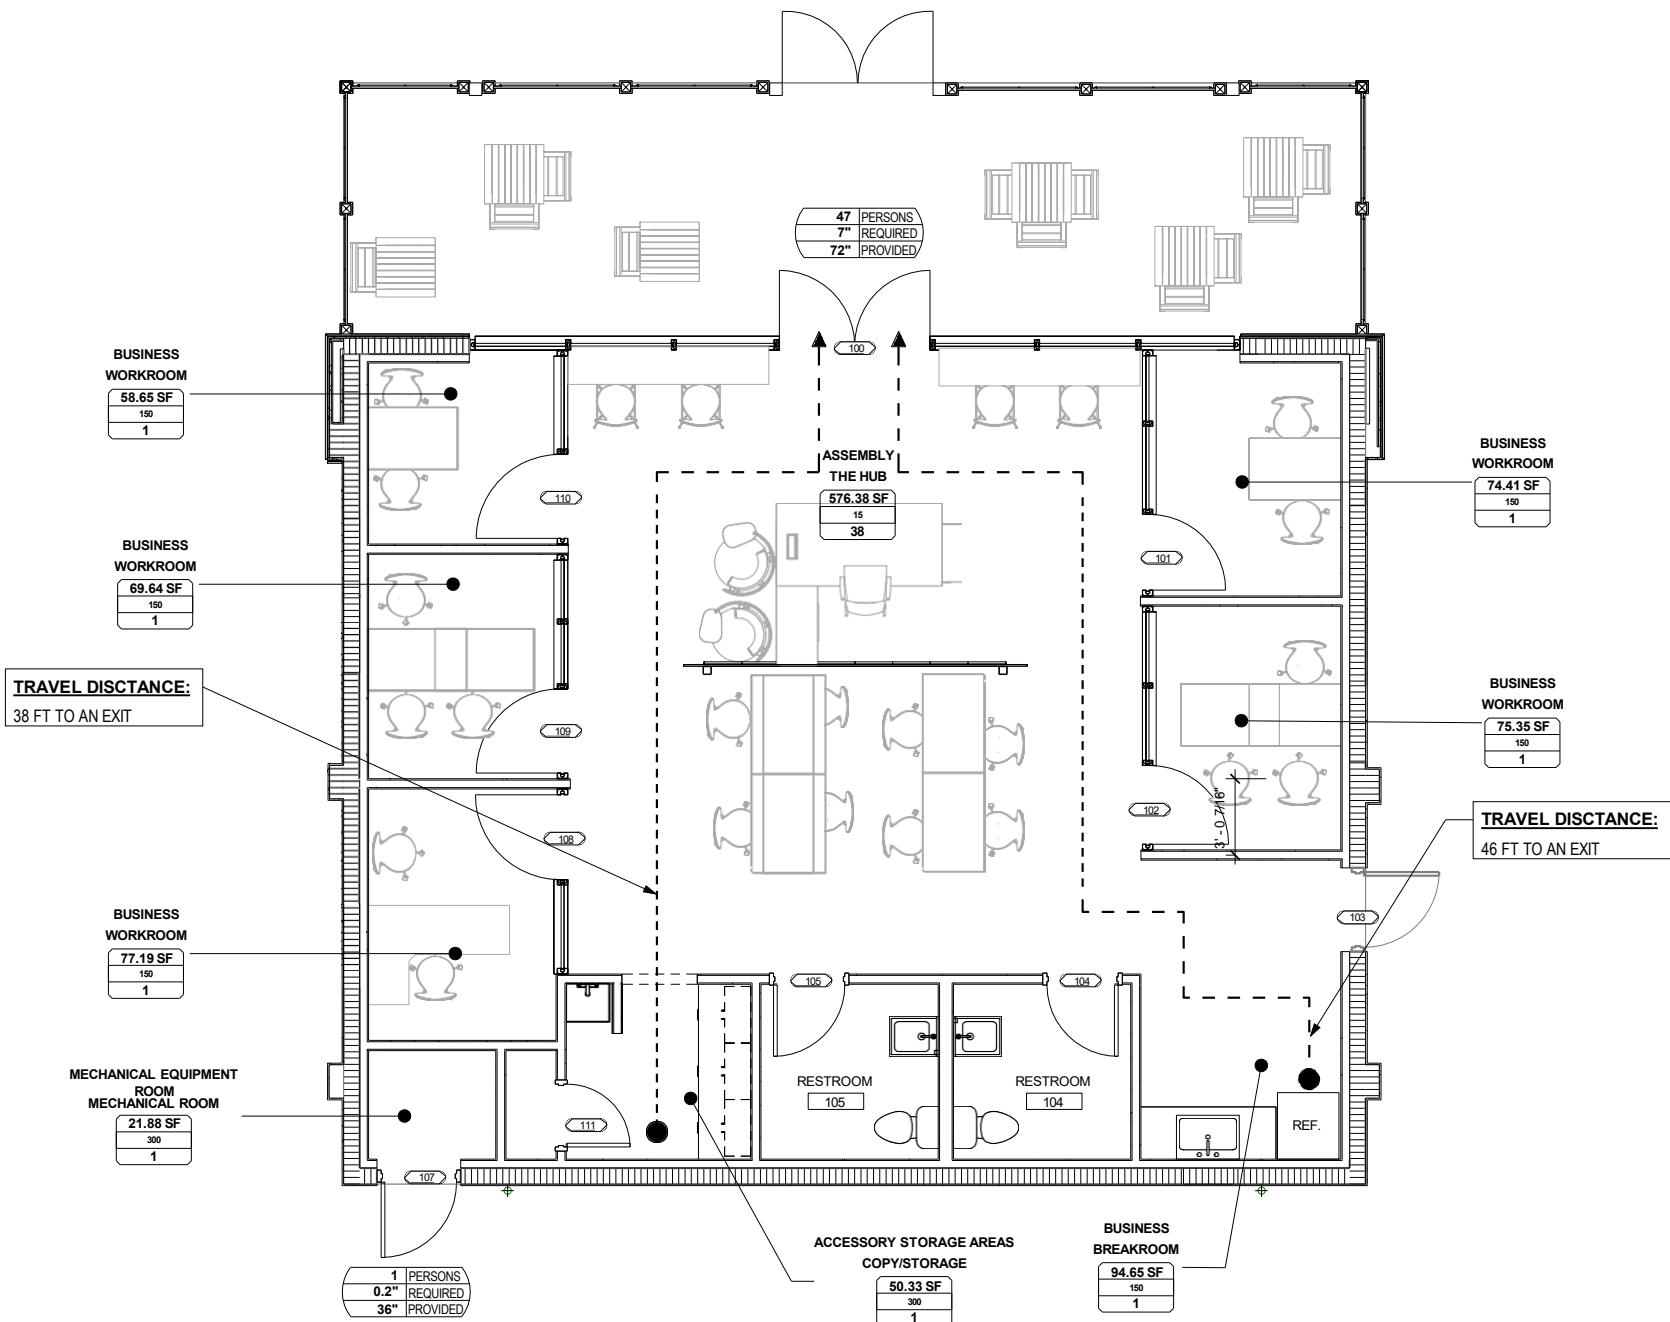 47 PERSONS
7" REQUIRED
72" PROVIDED
100
BUSINESS
WORKROOM
58.65 SF
150
1
110
ASSEMBLY
THE HUB
576.38 SF
15
38
BUSINESS
WORKROOM
74.41 SF
150
1
101
BUSINESS
WORKROOM
69.64 SF
150
1
TRAVEL DISCTANCE:
38 FT TO AN EXIT
109
BUSINESS
WORKROOM
75.35 SF
150
1
102
3' - 0 7/16"
TRAVEL DISCTANCE:
46 FT TO AN EXIT
108
BUSINESS
WORKROOM
77.19 SF
150
1
103
105
104
MECHANICAL EQUIPMENT
ROOM
MECHANICAL ROOM
21.88 SF
300
1
RESTROOM
105
RESTROOM
104
REF.
111
107
1 PERSONS
0.2" REQUIRED
36" PROVIDED
ACCESSORY STORAGE AREAS
COPY/STORAGE
50.33 SF
300
1
BUSINESS
BREAKROOM
94.65 SF
150
1